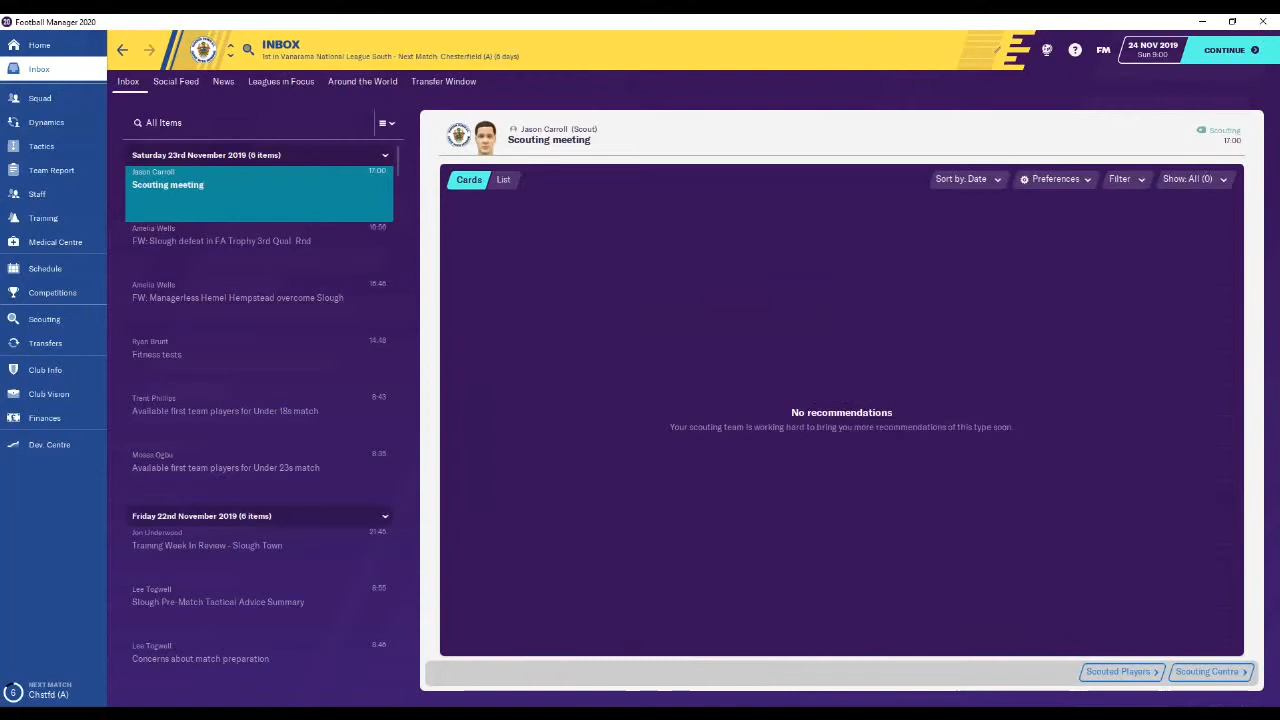 Football Manager 2020
Home
Inbox
Squad
Dynamics
Tactics
Team Report
Staff
Training
Medical Centre
Schedule
Competitions
Scouting
Transfers
Club Info
Club Vision
Finances
Dev. Centre
6
NEXT MATCH
Chstfd (A)
INBOX
1st in Vanarama National League South - Next Match: Chesterfield (A) (6 days)
FM
24 NOV 2019
Sun 9:00
CONTINUE
Inbox Social Feed News Leagues in Focus Around the World Transfer Window
All Items
Saturday 23rd November 2019 (6 items)
Jason Carroll 17:00
Scouting meeting
Amelia Wells 16:56
FW: Slough defeat in FA Trophy 3rd Qual Rnd
Amelia Wells 16:46
FW: Managerless Hemel Hempstead overcome Slough
Ryan Brunt 14:48
Fitness tests
Trent Phillips 8:43
Available first team players for Under 18s match
Moses Ogbu 8:35
Available first team players for Under 23s match
Friday 22nd November 2019 (6 items)
Jon Underwood 21:45
Training Week In Review - Slough Town
Lee Togwell 8:55
Slough Pre-Match Tactical Advice Summary
Lee Togwell 8:46
Concerns about match preparation
Jason Carroll (Scout)
Scouting meeting
Scouting
17:00
Cards List
Sort by: Date Preferences Filter Show: All (0)
No recommendations
Your scouting team is working hard to bring you more recommendations of this type soon.
Scouted Players Scouting Centre